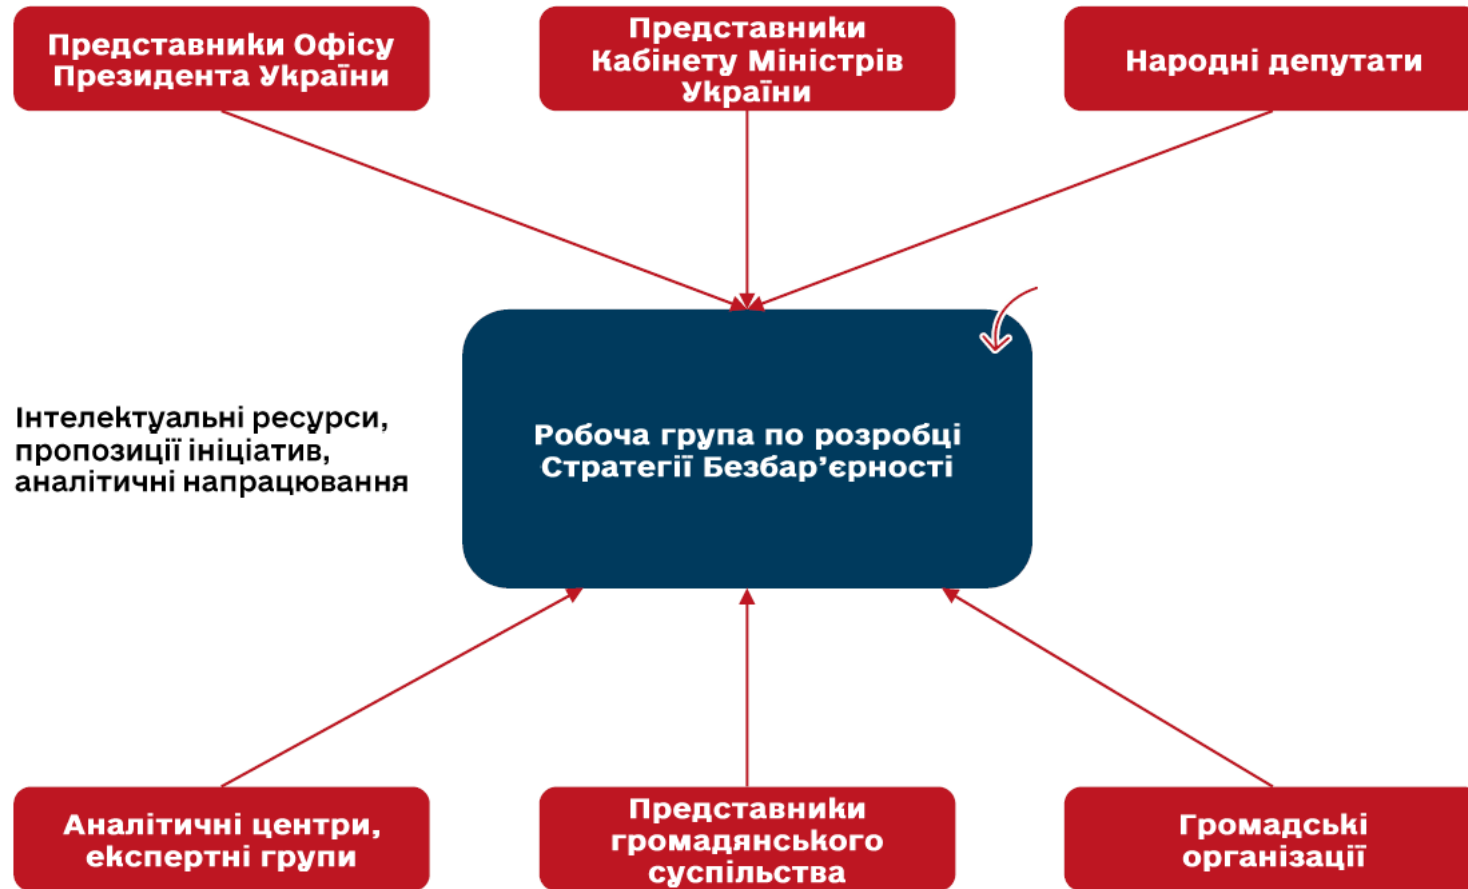 Представники Офісу
Президента України
Представники
Кабінету Міністрів
України
Народні депутати
Інтелектуальні ресурси,
пропозиції ініціатив,
аналітичні напрацювання
Робоча група по розробці
Стратегії Безбар’єрності
Аналітичні центри,
експертні групи
Представники
громадянського
суспільства
Громадські
організації